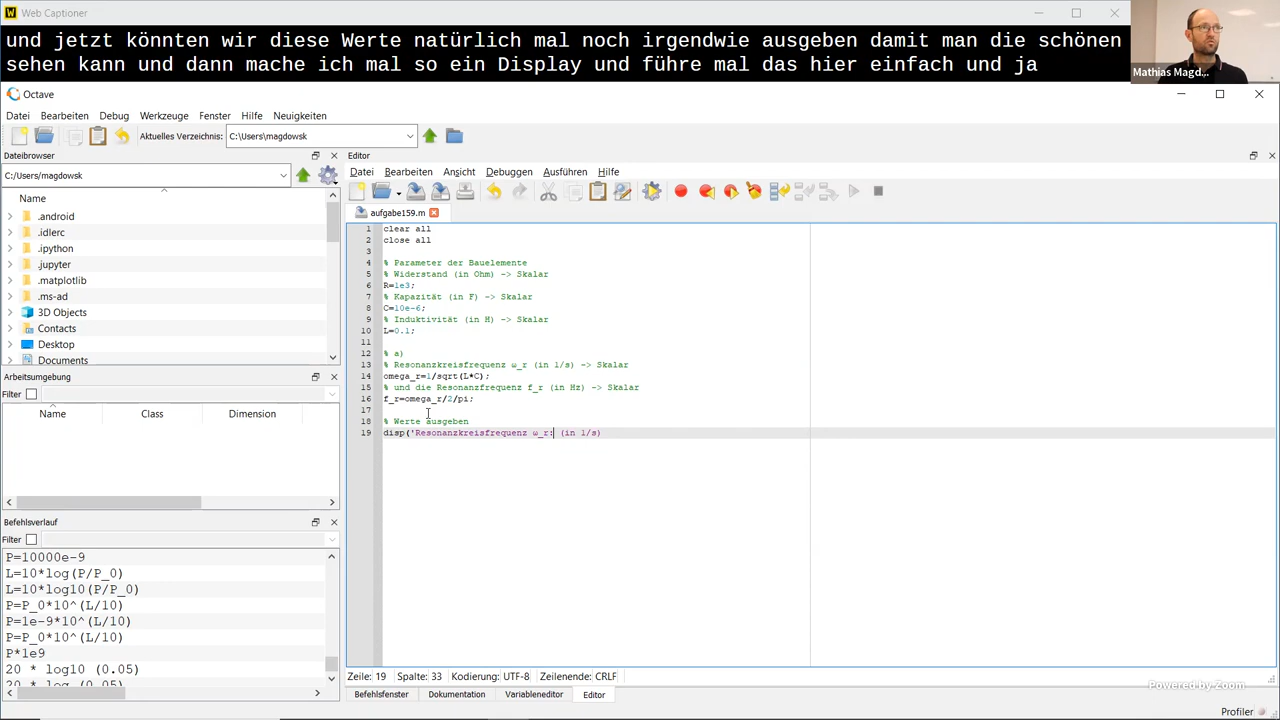 Web Captioner
und jetzt könnten wir diese Werte natürlich mal noch irgendwie ausgeben damit man die schönen
sehen kann und dann mache ich mal so ein Display und führe mal das hier einfach und ja
Mathias Magd...
Octave
Datei Bearbeiten Debug Werkzeuge Fenster Hilfe Neuigkeiten
Aktuelles Verzeichnis: C:\Users\magdowsk
Dateibrowser
C:/Users/magdowsk
Name
.android
.idlerc
.ipython
.jupyter
.matplotlib
.ms-ad
3D Objects
Contacts
Desktop
Documents
Arbeitsumgebung
Filter
Name Class Dimension
Befehlsverlauf
Filter
P=10000e-9
L=10*log(P/P_0)
L=10*log10(P/P_0)
P=P_0*10^(L/10)
P=1e-9*10^(L/10)
P=P_0*10^(L/10)
P*1e9
20 * log10 (0.05)
20 * log (0.05)
Editor
Datei Bearbeiten Ansicht Debuggen Ausführen Hilfe
aufgabe159.m
1 clear all
2 close all
3
4 % Parameter der Bauelemente
5 % Widerstand (in Ohm) -> Skalar
6 R=1e3;
7 % Kapazität (in F) -> Skalar
8 C=10e-6;
9 % Induktivität (in H) -> Skalar
10 L=0.1;
11
12 % a)
13 % Resonanzkreisfrequenz ω_r (in 1/s) -> Skalar
14 omega_r=1/sqrt(L*C);
15 % und die Resonanzfrequenz f_r (in Hz) -> Skalar
16 f_r=omega_r/2/pi;
17
18 % Werte ausgeben
19 disp('Resonanzkreisfrequenz ω_r: (in 1/s)
Zeile: 19 Spalte: 33 Kodierung: UTF-8 Zeilenende: CRLF
Befehlsfenster Dokumentation Variableneditor Editor
Powered by Zoom
Profiler